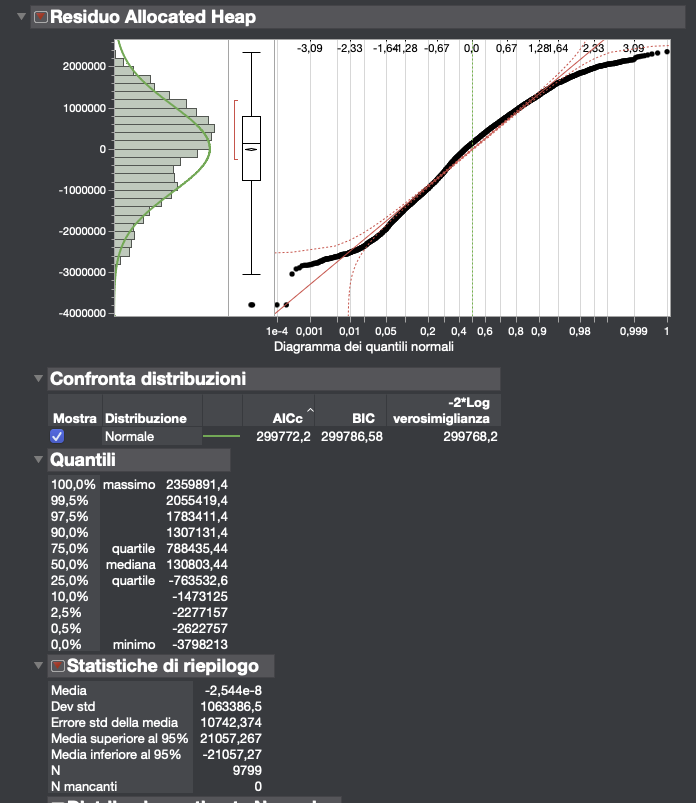 Residuo Allocated Heap
-3,09 -2,33 -1,64 1,28 -0,67 0,0 0,67 1,28 1,64 2,33 3,09
2000000
1000000
0
-1000000
-2000000
-3000000
-4000000
1e-4 0,001 0,01 0,05 0,2 0,4 0,6 0,8 0,9 0,98 0,999 1
Diagramma dei quantili normali
Confronta distribuzioni
-2*Log
Mostra Distribuzione AICc BIC verosimiglianza
Normale 299772,2 299786,58 299768,2
Quantili
100,0% massimo 2359891,4
99,5% 2055419,4
97,5% 1783411,4
90,0% 1307131,4
75,0% quartile 788435,44
50,0% mediana 130803,44
25,0% quartile -763532,6
10,0% -1473125
2,5% -2277157
0,5% -2622757
0,0% minimo -3798213
Statistiche di riepilogo
Media -2,544e-8
Dev std 1063386,5
Errore std della media 10742,374
Media superiore al 95% 21057,267
Media inferiore al 95% -21057,27
N 9799
N mancanti 0